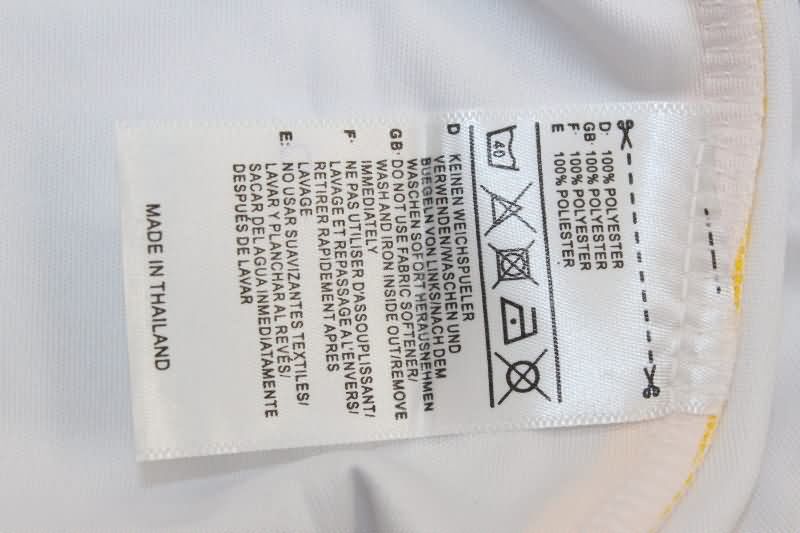 D· 100% POLYESTER
GB· 100% POLYESTER
F· 100% POLYESTER
E 100% POLIESTER
40
D KEINEN WEICHSPUELER
VERWENDEN/WASCHEN UND
BUEGELN VON LINKS/NACH DEM
WASCHEN SOFORT HERAUSNEHMEN
GB· DO NOT USE FABRIC SOFTENER/
WASH AND IRON INSIDE OUT/REMOVE
IMMEDIATELY
F· NE PAS UTILISER D'ASSOUPLISSANT/
LAVAGE ET REPASSAGE A L'ENVERS/
RETIRER RAPIDEMENT APRES
LAVAGE
E: NO USAR SUAVIZANTES TEXTILES/
LAVAR Y PLANCHAR AL REVÉS/
SACAR DEL AGUA INMEDIATAMENTE
DESPUÉS DE LAVAR
MADE IN THAILAND